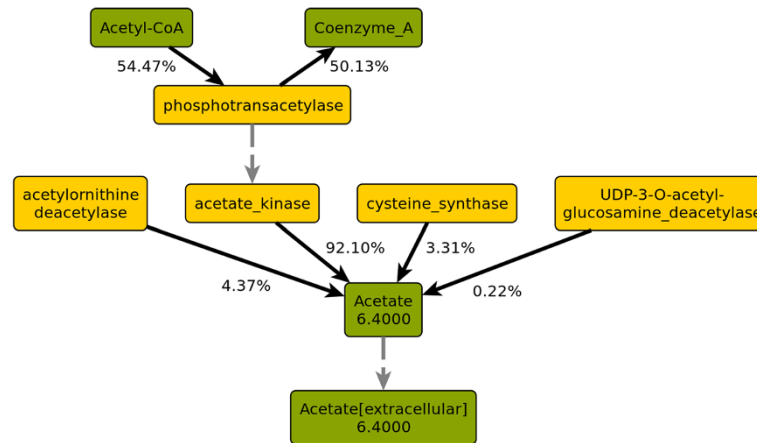 Acetyl-CoA
Coenzyme_A
54.47%
50.13%
phosphotransacetylase
acetylornithine
deacetylase
acetate_kinase
cysteine_synthase
UDP-3-O-acetyl-
glucosamine_deacetylase
4.37%
92.10%
3.31%
0.22%
Acetate
6.4000
Acetate[extracellular]
6.4000